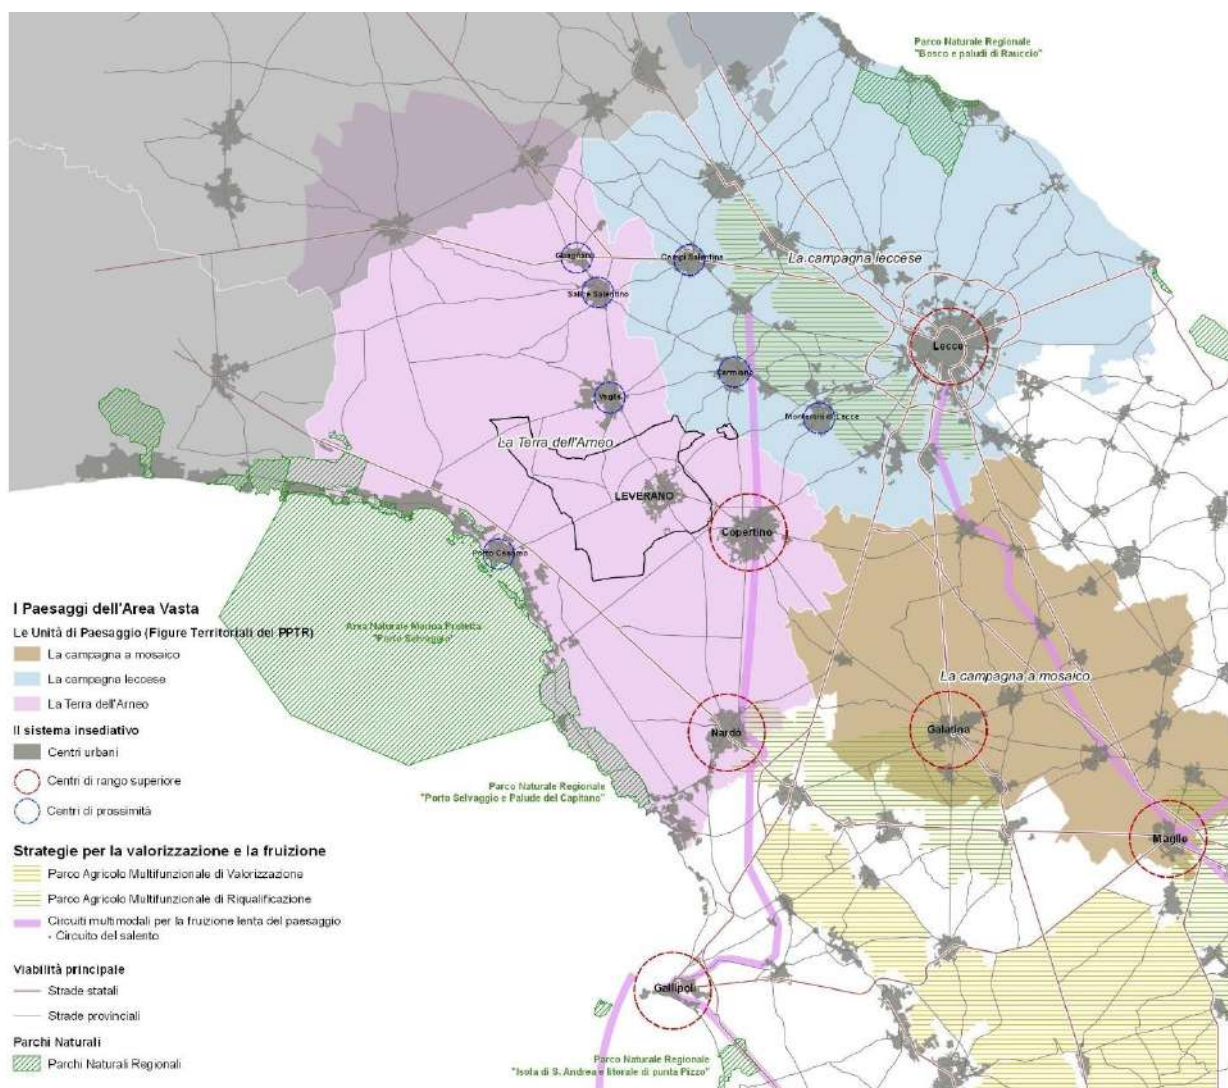 Parco Naturale Regionale
"Bosco e paludi di Rauccio"
Guagnano
Campi Salentina
La campagna leccese
Salice Salentino
Lecce
Carmiano
Veglie
Monteroni di Lecce
La Terra dell'Arneo
LEVERANO
Copertino
Porto Cesareo
I Paesaggi dell'Area Vasta
Le Unità di Paesaggio (Figure Territoriali del PPTR)
La campagna a mosaico
La campagna leccese
La Terra dell'Arneo
Il sistema insediativo
Centri urbani
Centri di rango superiore
Centri di prossimità
Area Naturale Marina Protetta
"Porto Selvaggio"
La campagna a mosaico
Nardò
Galatina
Parco Naturale Regionale
"Porto Selvaggio e Palude del Capitano"
Maglie
Strategie per la valorizzazione e la fruizione
Parco Agricolo Multifunzionale di Valorizzazione
Parco Agricolo Multifunzionale di Riqualificazione
Circuiti multimodali per la fruizione lenta del paesaggio
- Circuito del salento
Viabilità principale
Strade statali
Strade provinciali
Parchi Naturali
Parchi Naturali Regionali
Gallipoli
Parco Naturale Regionale
"Isola di S. Andrea e litorale di punta Pizzo"